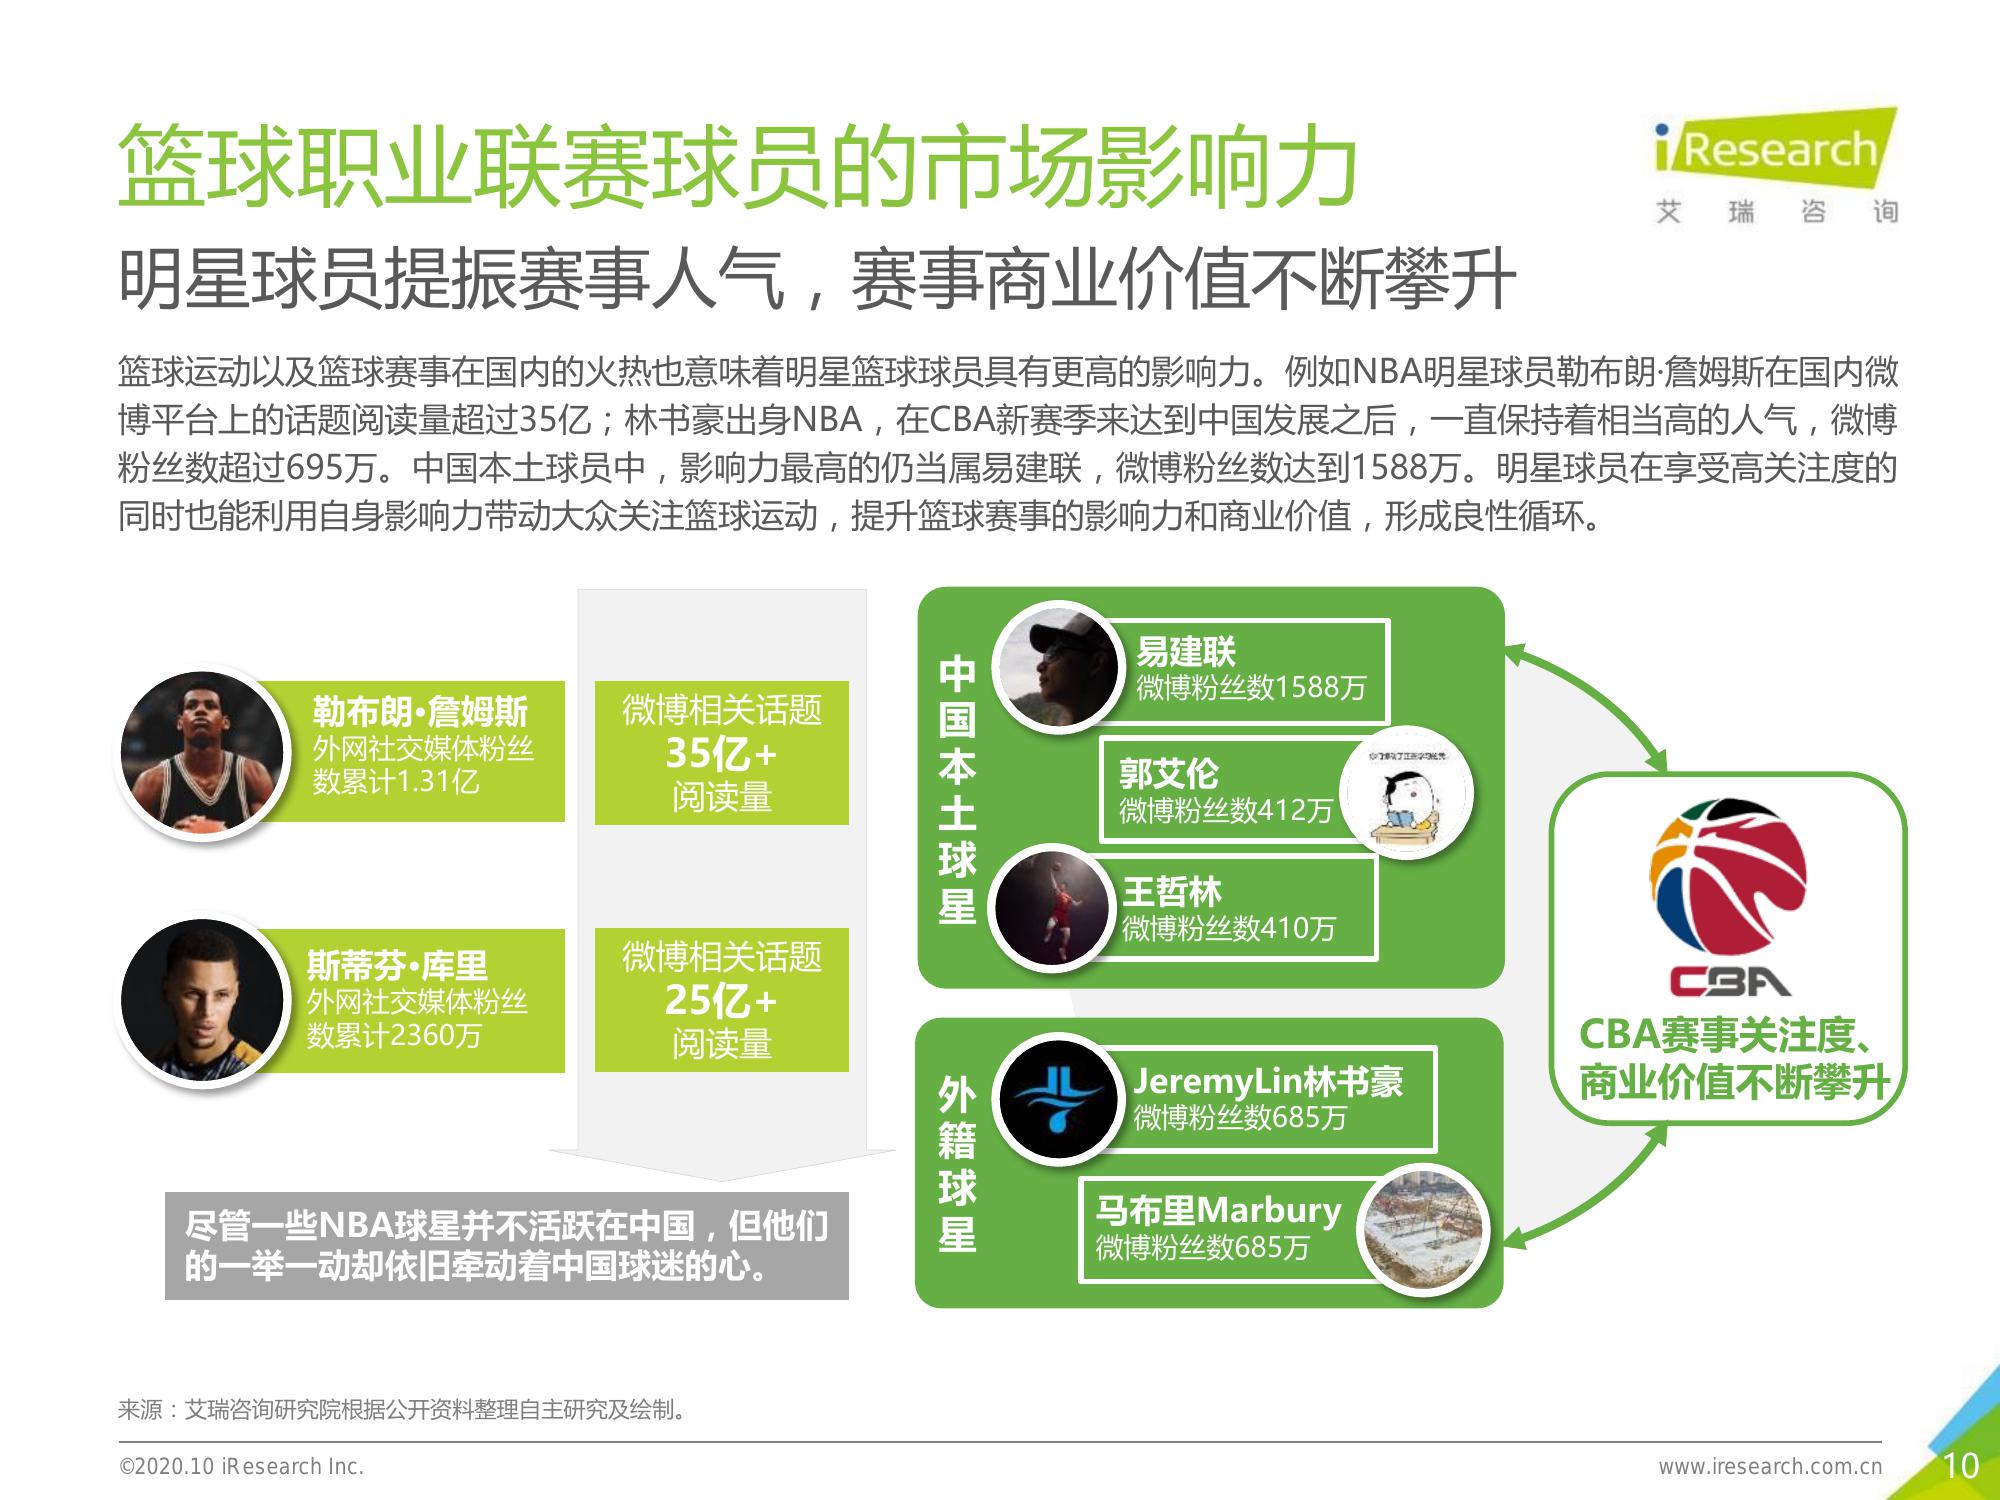 篮球职业联赛球员的市场影响力
iResearch
艾瑞咨询
明星球员提振赛事人气，赛事商业价值不断攀升
篮球运动以及篮球赛事在国内的火热也意味着明星篮球球员具有更高的影响力。例如NBA明星球员勒布朗·詹姆斯在国内微
博平台上的话题阅读量超过35亿；林书豪出身NBA，在CBA新赛季来达到中国发展之后，一直保持着相当高的人气，微博
粉丝数超过695万。中国本土球员中，影响力最高的仍当属易建联，微博粉丝数达到1588万。明星球员在享受高关注度的
同时也能利用自身影响力带动大众关注篮球运动，提升篮球赛事的影响力和商业价值，形成良性循环。
勒布朗·詹姆斯
外网社交媒体粉丝
数累计1.31亿
微博相关话题
35亿+
阅读量
斯蒂芬·库里
外网社交媒体粉丝
数累计2360万
微博相关话题
25亿+
阅读量
尽管一些NBA球星并不活跃在中国，但他们
的一举一动却依旧牵动着中国球迷的心。
中国本土球星
易建联
微博粉丝数1588万
郭艾伦
微博粉丝数412万
王哲林
微博粉丝数410万
外籍球星
JeremyLin林书豪
微博粉丝数685万
马布里Marbury
微博粉丝数685万
CBA
CBA赛事关注度、
商业价值不断攀升
来源：艾瑞咨询研究院根据公开资料整理自主研究及绘制。
©2020.10 iResearch Inc.
www.iresearch.com.cn
10